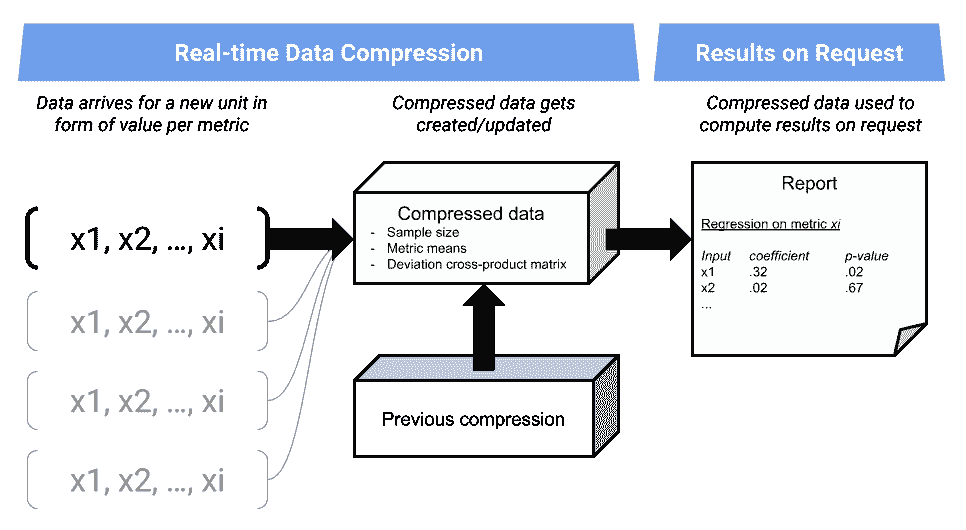 Real-time Data Compression
Results on Request
Data arrives for a new unit in
form of value per metric
Compressed data gets
created/updated
Compressed data used to
compute results on request
x1, x2, ..., xi
x1, x2, ..., xi
x1, x2, ..., xi
x1, x2, ..., xi
Compressed data
- Sample size
- Metric means
- Deviation cross-product matrix
Previous compression
Report
Regression on metric xi
Input coefficient p-value
x1 .32 .02
x2 .02 .67
...